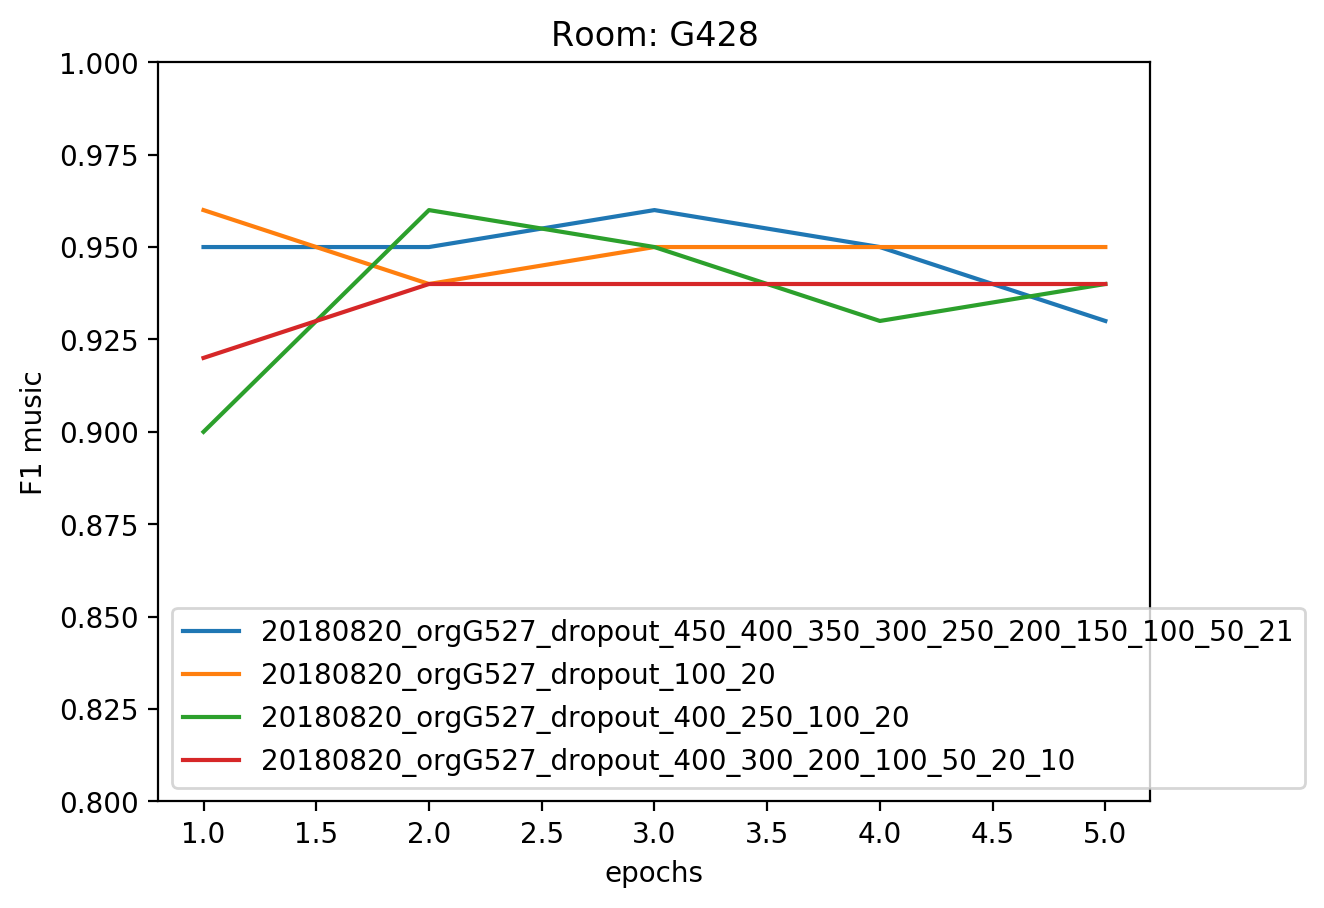 Room: G428
1.000
0.975
0.950
0.925
0.900
0.875
0.850
0.825
0.800
F1 music
20180820_orgG527_dropout_450_400_350_300_250_200_150_100_50_21
20180820_orgG527_dropout_100_20
20180820_orgG527_dropout_400_250_100_20
20180820_orgG527_dropout_400_300_200_100_50_20_10
1.0 1.5 2.0 2.5 3.0 3.5 4.0 4.5 5.0
epochs